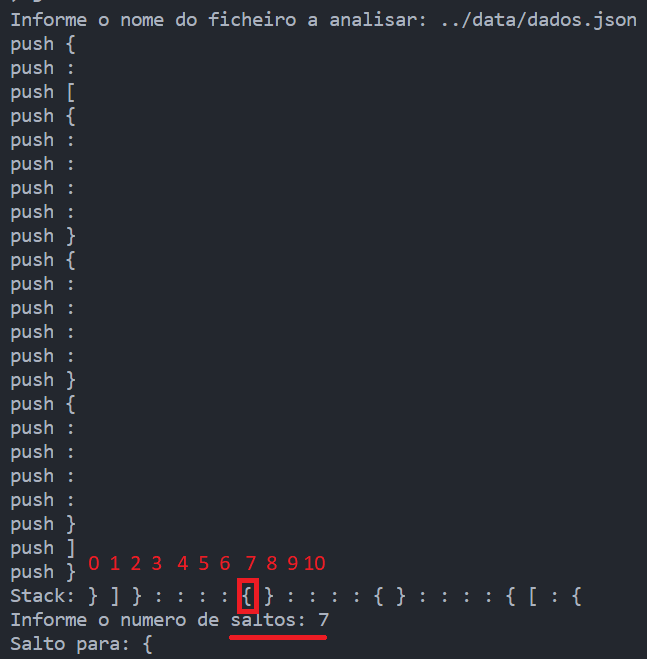 Informe o nome do ficheiro a analisar: ../data/dados.json
push {
push :
push [
push {
push :
push :
push :
push :
push }
push {
push :
push :
push :
push :
push }
push {
push :
push :
push :
push :
push }
push ]
0 1 2 3 4 5 6 7 8 9 10
push }
Stack: } ] } : : : : { } : : : : { } : : : : { [ : {
Informe o numero de saltos: 7
Salto para: {